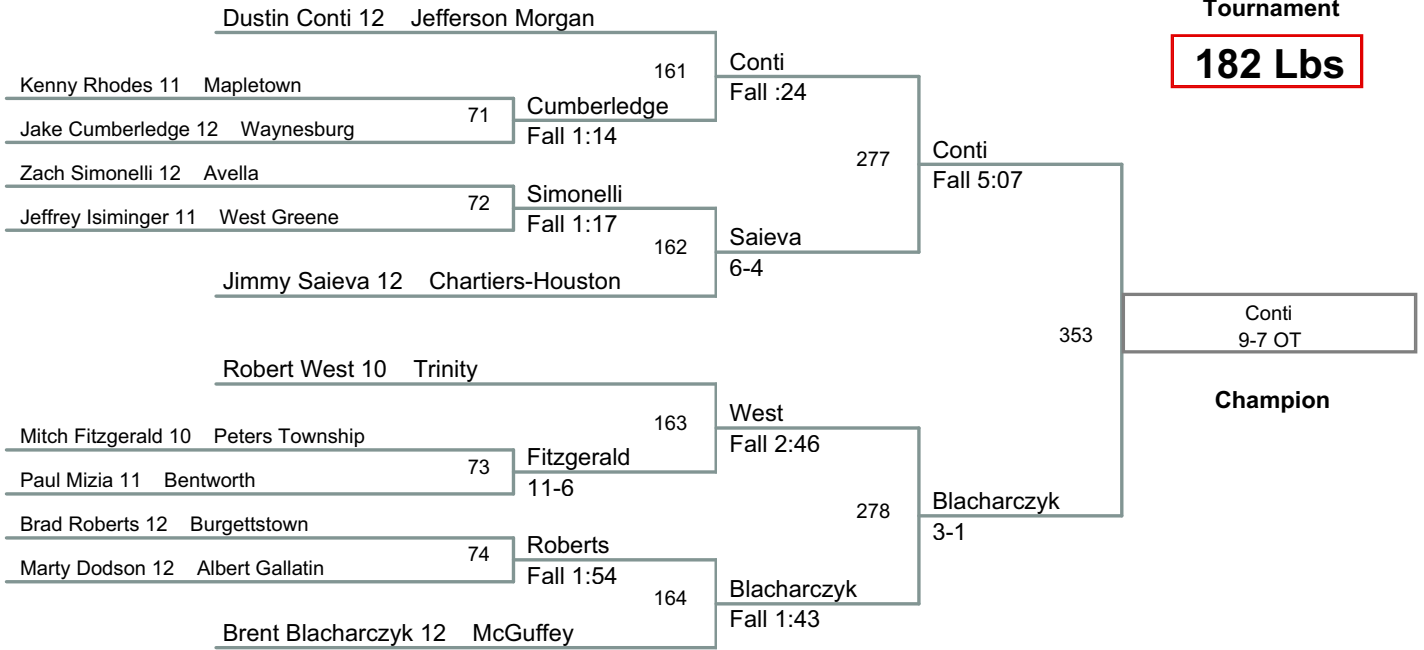 Tournament
182 Lbs
Dustin Conti 12 Jefferson Morgan
161
Conti
Fall :24
Kenny Rhodes 11 Mapletown
71
Cumberledge
Fall 1:14
Jake Cumberledge 12 Waynesburg
277
Conti
Fall 5:07
Zach Simonelli 12 Avella
72
Simonelli
Fall 1:17
Jeffrey Isiminger 11 West Greene
162
Saieva
6-4
Jimmy Saieva 12 Chartiers-Houston
353
Conti
9-7 OT
Champion
Robert West 10 Trinity
163
West
Fall 2:46
Mitch Fitzgerald 10 Peters Township
73
Fitzgerald
11-6
Paul Mizia 11 Bentworth
278
Blacharczyk
3-1
Brad Roberts 12 Burgettstown
74
Roberts
Fall 1:54
Marty Dodson 12 Albert Gallatin
164
Blacharczyk
Fall 1:43
Brent Blacharczyk 12 McGuffey